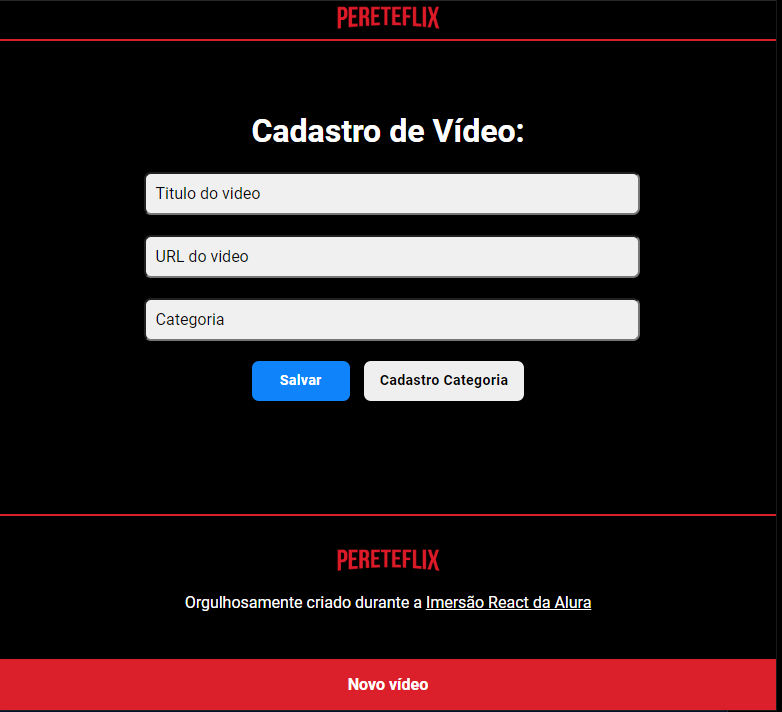 PERETEFLIX
Cadastro de Vídeo:
Titulo do video
URL do video
Categoria
Salvar
Cadastro Categoria
PERETEFLIX
Orgulhosamente criado durante a Imersão React da Alura
Novo vídeo